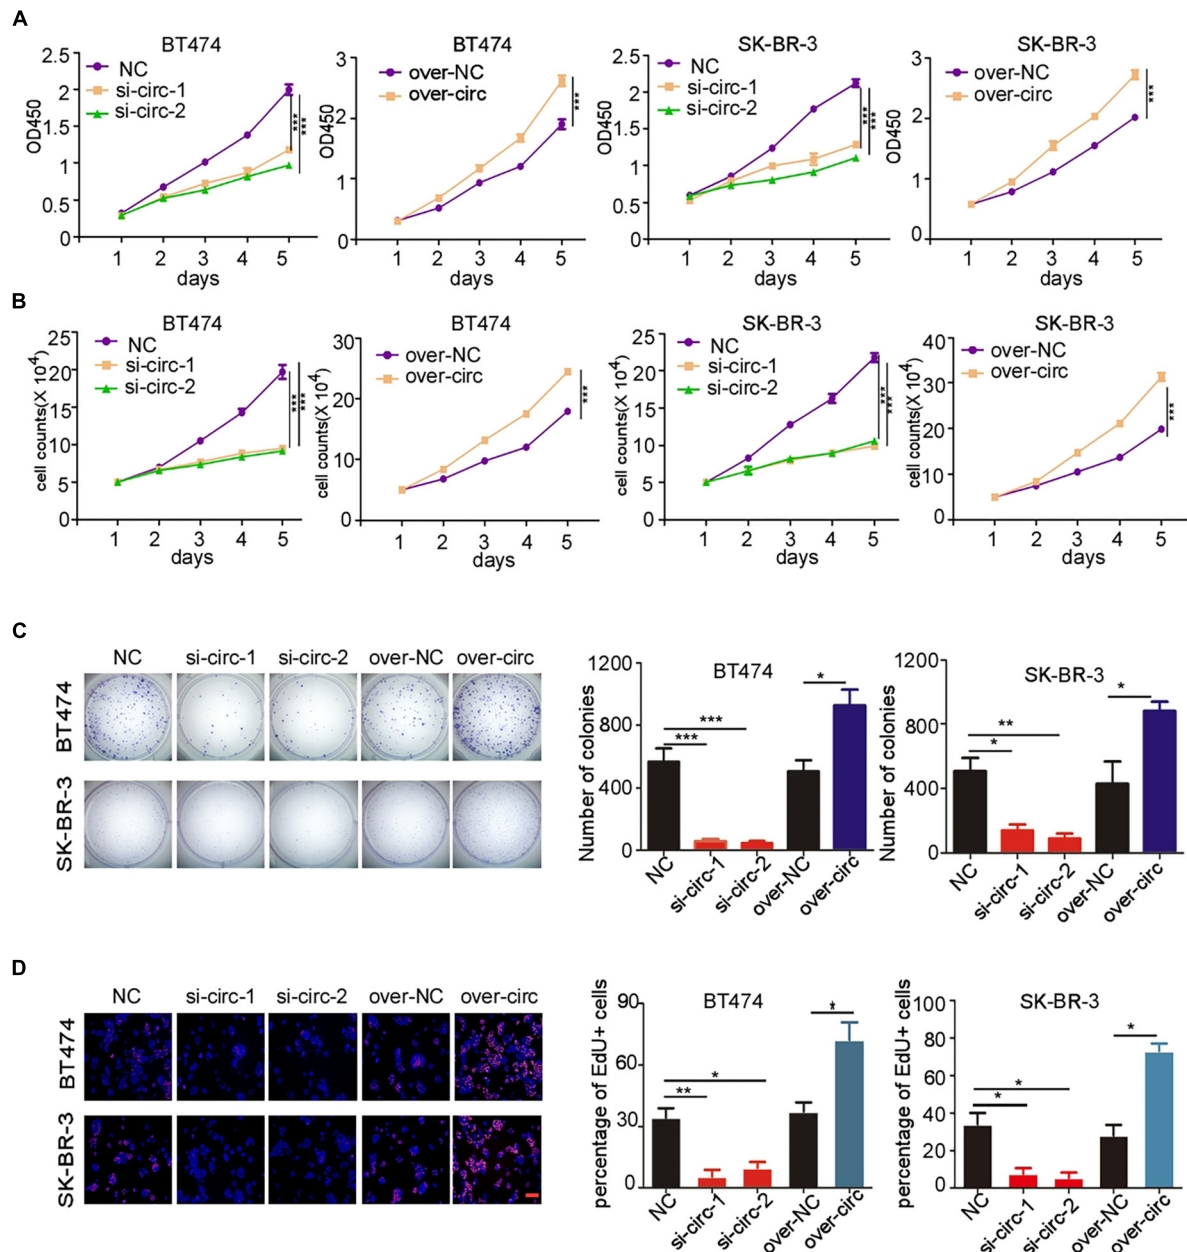 A
BT474
OD450
2.5
2
1.5
1
0.5
0
NC
si-circ-1
si-circ-2
***
***
1 2 3 4 5
days
BT474
OD450
3
2
1
0
over-NC
over-circ
***
1 2 3 4 5
days
SK-BR-3
OD450
2.5
2
1.5
1
0.5
0
NC
si-circ-1
si-circ-2
***
***
1 2 3 4 5
days
SK-BR-3
OD450
3
2
1
0
over-NC
over-circ
***
1 2 3 4 5
days
B
BT474
cell counts(X 10⁴)
25
20
15
10
5
0
NC
si-circ-1
si-circ-2
***
***
1 2 3 4 5
days
BT474
cell counts(X 10⁴)
30
20
10
0
over-NC
over-circ
***
1 2 3 4 5
days
SK-BR-3
cell counts(X 10⁴)
25
20
15
10
5
0
NC
si-circ-1
si-circ-2
***
***
1 2 3 4 5
days
SK-BR-3
cell counts(X 10⁴)
40
30
20
10
0
over-NC
over-circ
***
1 2 3 4 5
days
C
NC si-circ-1 si-circ-2 over-NC over-circ
BT474
SK-BR-3
BT474
Number of colonies
1200
800
400
0
***
***
*
NC si-circ-1 si-circ-2 over-NC over-circ
SK-BR-3
Number of colonies
1200
800
400
0
**
*
*
NC si-circ-1 si-circ-2 over-NC over-circ
D
NC si-circ-1 si-circ-2 over-NC over-circ
BT474
SK-BR-3
BT474
percentage of EdU+ cells
90
60
30
0
*
**
*
NC si-circ-1 si-circ-2 over-NC over-circ
SK-BR-3
percentage of EdU+ cells
100
80
60
40
20
0
*
*
*
NC si-circ-1 si-circ-2 over-NC over-circ